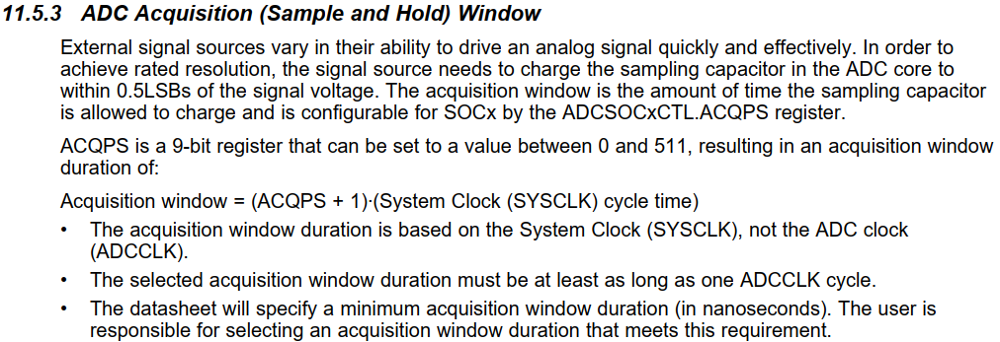 11.5.3 ADC Acquisition (Sample and Hold) Window
External signal sources vary in their ability to drive an analog signal quickly and effectively. In order to
achieve rated resolution, the signal source needs to charge the sampling capacitor in the ADC core to
within 0.5LSBs of the signal voltage. The acquisition window is the amount of time the sampling capacitor
is allowed to charge and is configurable for SOCx by the ADCSOCxCTL.ACQPS register.
ACQPS is a 9-bit register that can be set to a value between 0 and 511, resulting in an acquisition window
duration of:
Acquisition window = (ACQPS + 1)·(System Clock (SYSCLK) cycle time)
• The acquisition window duration is based on the System Clock (SYSCLK), not the ADC clock
(ADCCLK).
• The selected acquisition window duration must be at least as long as one ADCCLK cycle.
• The datasheet will specify a minimum acquisition window duration (in nanoseconds). The user is
responsible for selecting an acquisition window duration that meets this requirement.